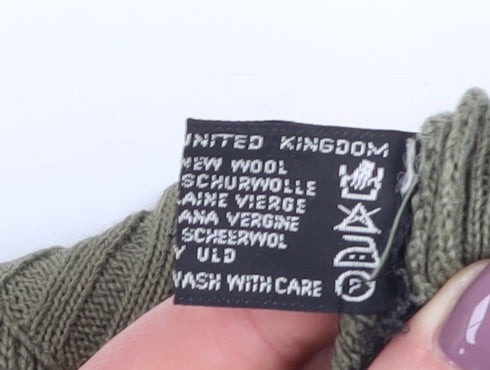 UNITED KINGDOM
NEW WOOL
SCHURWOLLE
LAINE VIERGE
LANA VERGINE
SCHEERWOL
Y ULD
WASH WITH CARE
P